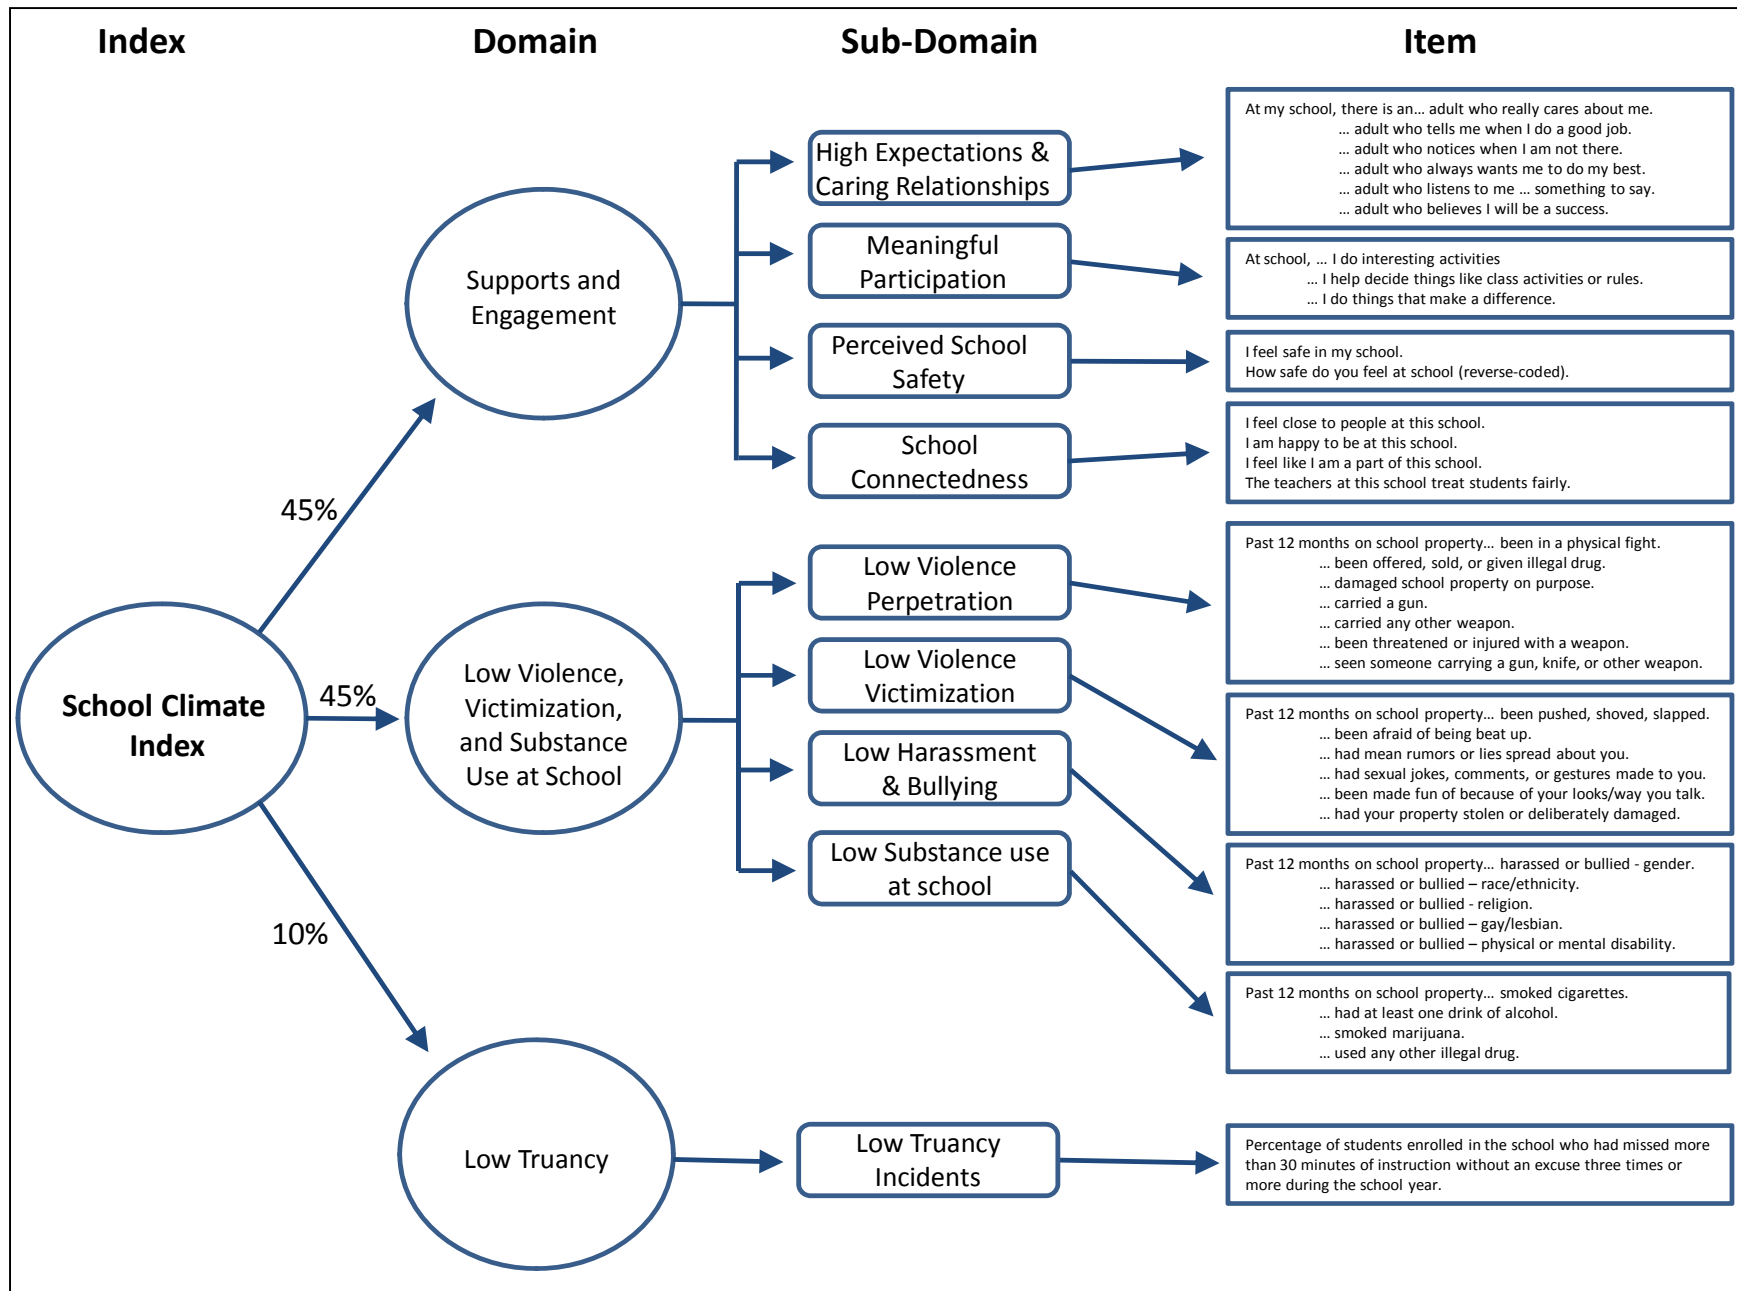 Index
Domain
Sub-Domain
Item
School Climate
Index
45%
45%
10%
Supports and
Engagement
Low Violence,
Victimization,
and Substance
Use at School
Low Truancy
High Expectations &
Caring Relationships
Meaningful
Participation
Perceived School
Safety
School
Connectedness
Low Violence
Perpetration
Low Violence
Victimization
Low Harassment
& Bullying
Low Substance use
at school
Low Truancy
Incidents
At my school, there is an… adult who really cares about me.
… adult who tells me when I do a good job.
… adult who notices when I am not there.
… adult who always wants me to do my best.
… adult who listens to me … something to say.
… adult who believes I will be a success.
At school, … I do interesting activities
… I help decide things like class activities or rules.
… I do things that make a difference.
I feel safe in my school.
How safe do you feel at school (reverse-coded).
I feel close to people at this school.
I am happy to be at this school.
I feel like I am a part of this school.
The teachers at this school treat students fairly.
Past 12 months on school property… been in a physical fight.
… been offered, sold, or given illegal drug.
… damaged school property on purpose.
… carried a gun.
… carried any other weapon.
… been threatened or injured with a weapon.
… seen someone carrying a gun, knife, or other weapon.
Past 12 months on school property… been pushed, shoved, slapped.
… been afraid of being beat up.
… had mean rumors or lies spread about you.
… had sexual jokes, comments, or gestures made to you.
… been made fun of because of your looks/way you talk.
… had your property stolen or deliberately damaged.
Past 12 months on school property… harassed or bullied - gender.
… harassed or bullied – race/ethnicity.
… harassed or bullied - religion.
… harassed or bullied – gay/lesbian.
… harassed or bullied – physical or mental disability.
Past 12 months on school property… smoked cigarettes.
… had at least one drink of alcohol.
… smoked marijuana.
… used any other illegal drug.
Percentage of students enrolled in the school who had missed more
than 30 minutes of instruction without an excuse three times or
more during the school year.